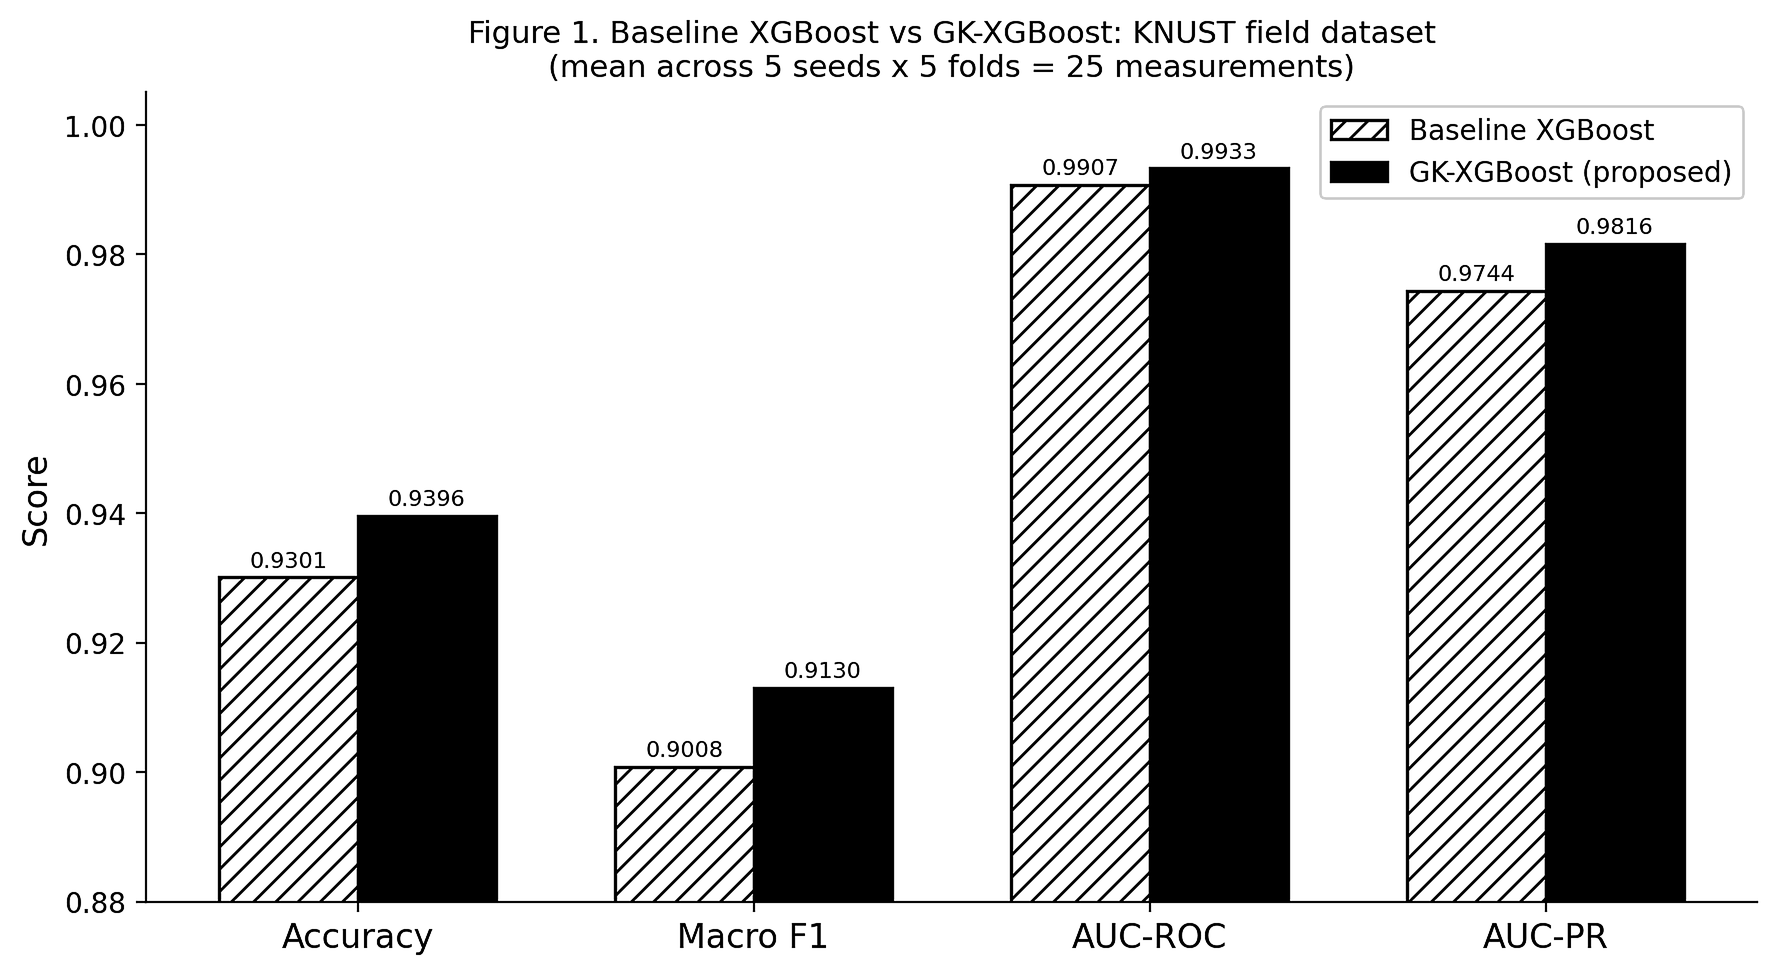 Figure 1. Baseline XGBoost vs GK-XGBoost: KNUST field dataset
(mean across 5 seeds x 5 folds = 25 measurements)
Baseline XGBoost
GK-XGBoost (proposed)
Score
1.00
0.98
0.96
0.94
0.92
0.90
0.88
0.9301
0.9396
0.9008
0.9130
0.9907
0.9933
0.9744
0.9816
Accuracy
Macro F1
AUC-ROC
AUC-PR